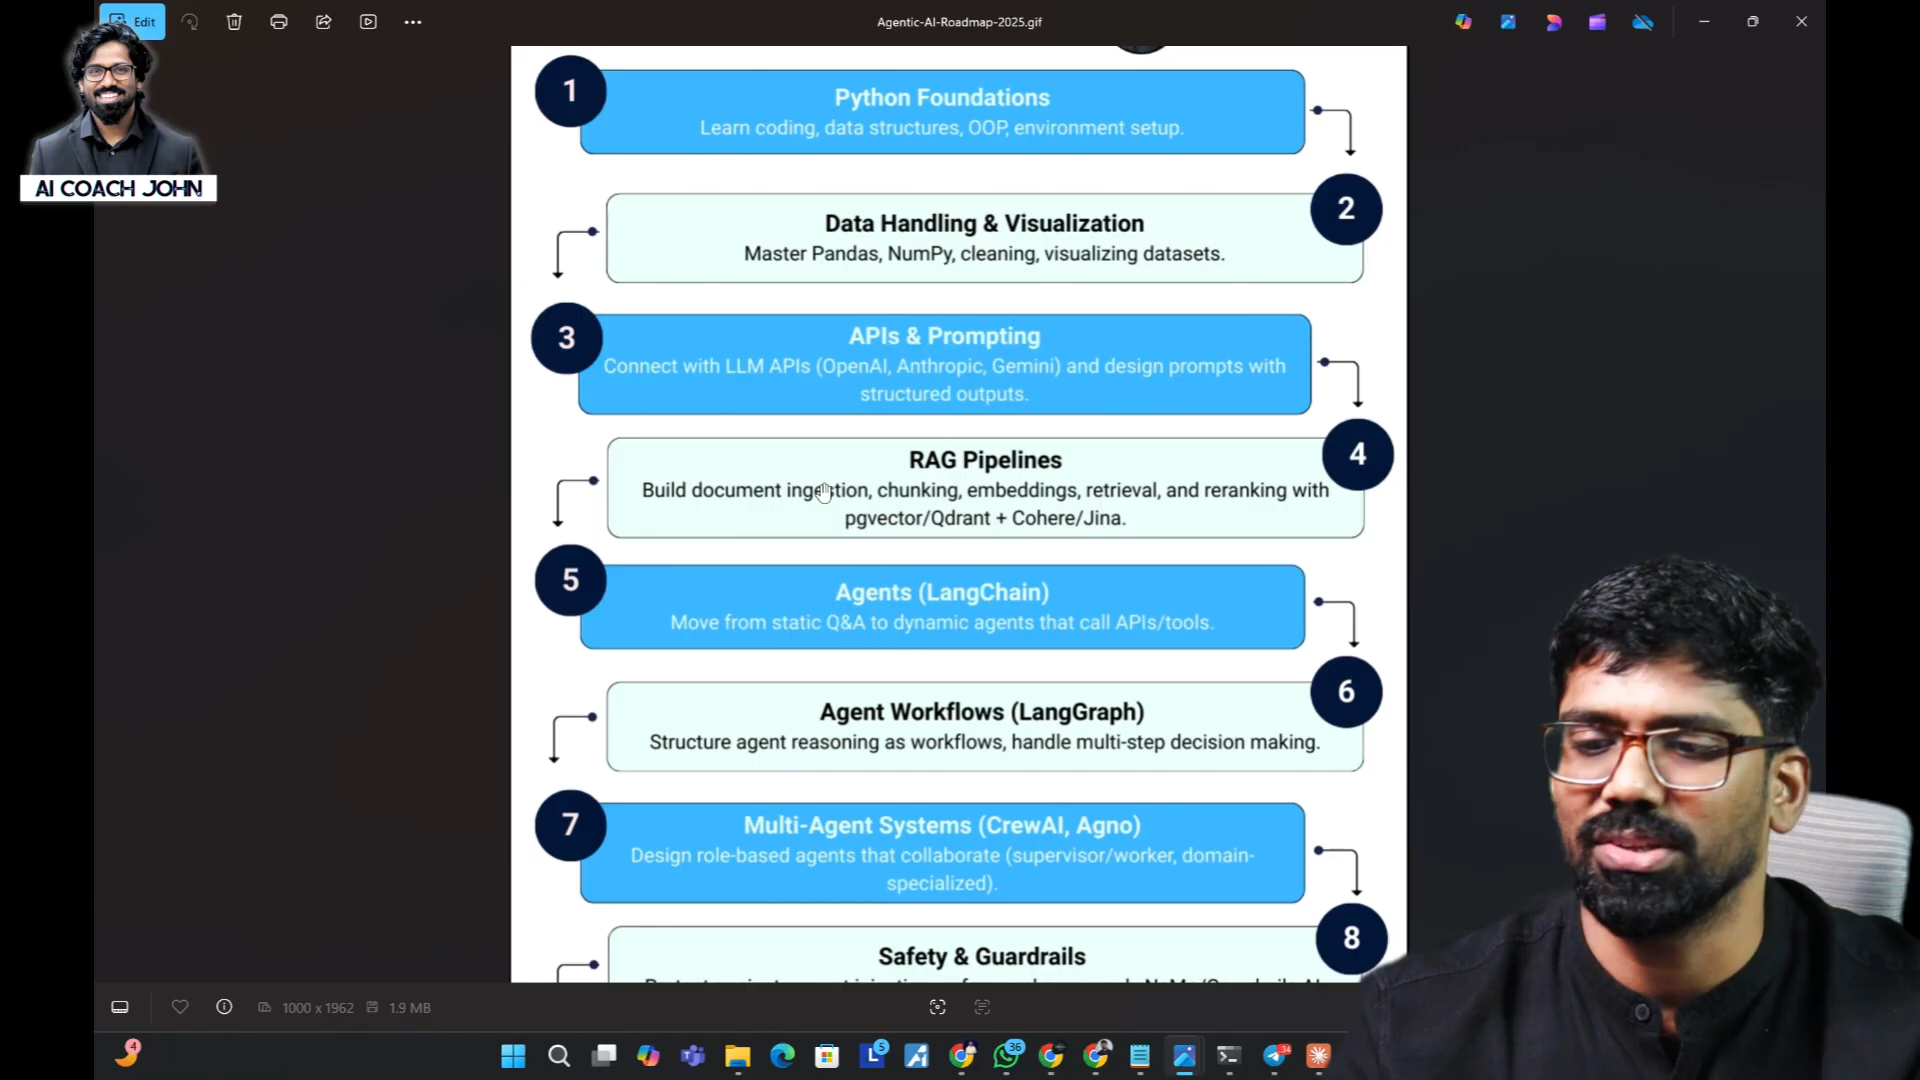 Edit
Agentic-AI-Roadmap-2025.gif
AI COACH JOHN
1
Python Foundations
Learn coding, data structures, OOP, environment setup.
2
Data Handling & Visualization
Master Pandas, NumPy, cleaning, visualizing datasets.
3
APIs & Prompting
Connect with LLM APIs (OpenAI, Anthropic, Gemini) and design prompts with
structured outputs.
4
RAG Pipelines
Build document ingestion, chunking, embeddings, retrieval, and reranking with
pgvector/Qdrant + Cohere/Jina.
5
Agents (LangChain)
Move from static Q&A to dynamic agents that call APIs/tools.
6
Agent Workflows (LangGraph)
Structure agent reasoning as workflows, handle multi-step decision making.
7
Multi-Agent Systems (CrewAI, Agno)
Design role-based agents that collaborate (supervisor/worker, domain-
specialized).
8
Safety & Guardrails
1000 x 1962
1.9 MB
4
5
36